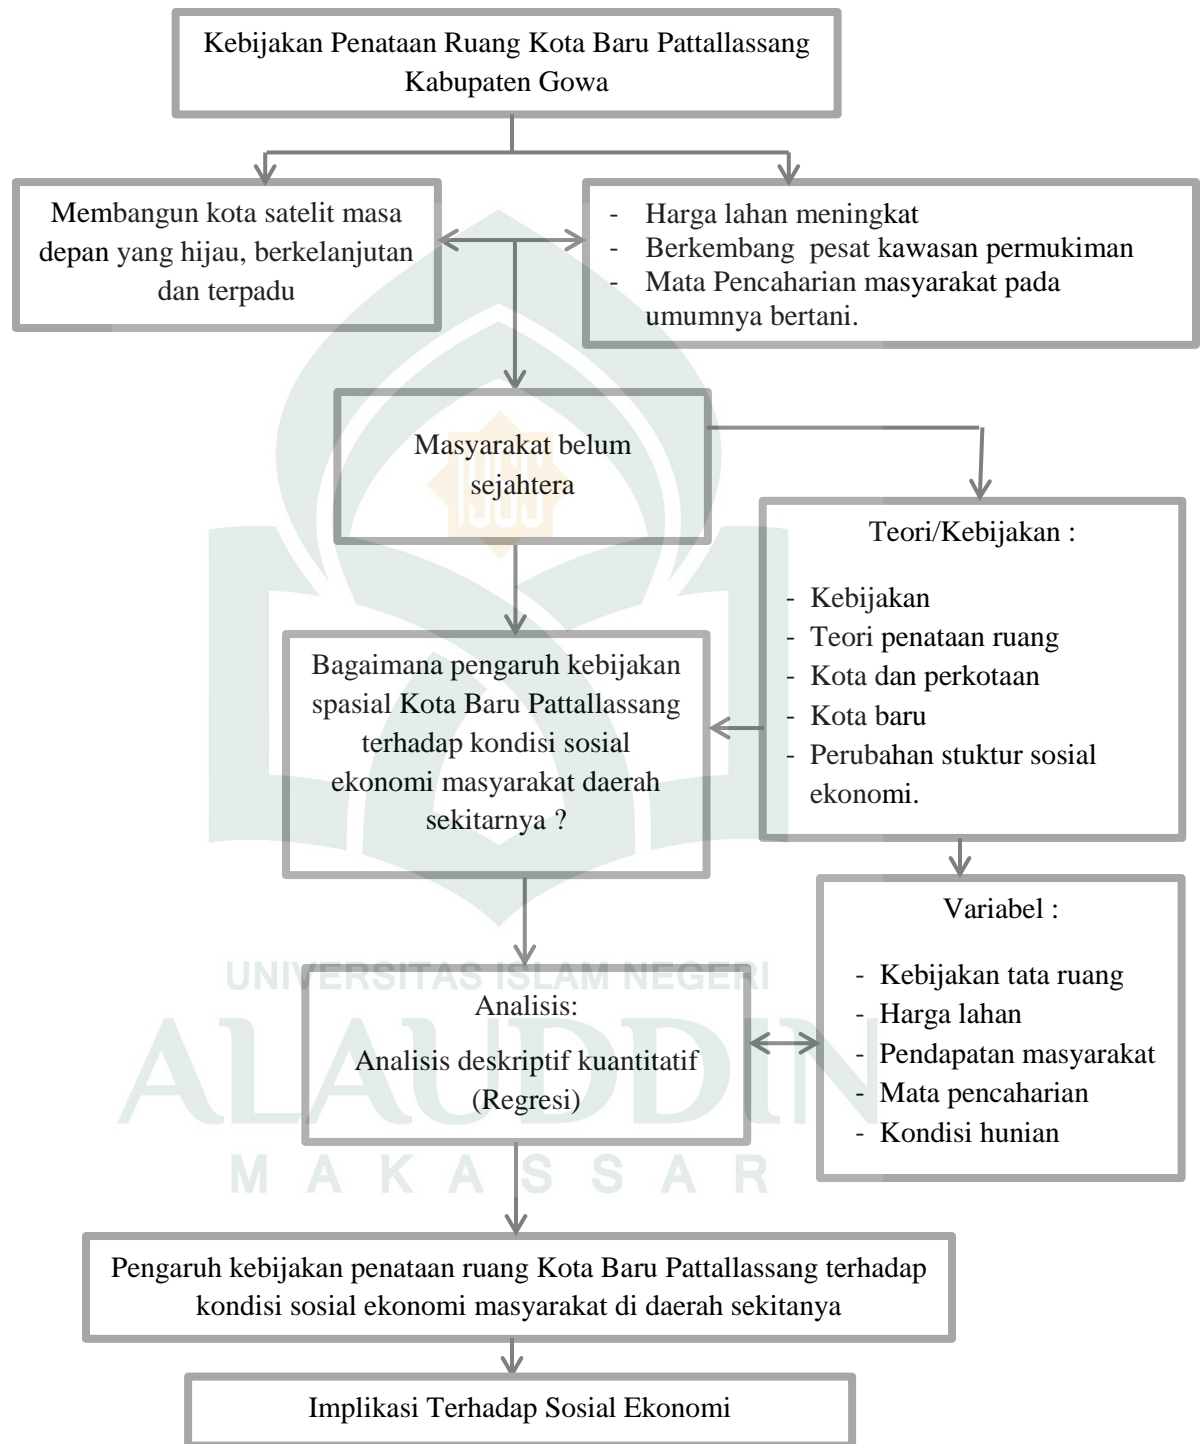 Kebijakan Penataan Ruang Kota Baru Pattallassang
Kabupaten Gowa
Membangun kota satelit masa
depan yang hijau, berkelanjutan
dan terpadu
- Harga lahan meningkat
- Berkembang pesat kawasan permukiman
- Mata Pencaharian masyarakat pada
umumnya bertani.
Masyarakat belum
sejahtera
1965
Teori/Kebijakan :
- Kebijakan
- Teori penataan ruang
- Kota dan perkotaan
- Kota baru
- Perubahan stuktur sosial
ekonomi.
Bagaimana pengaruh kebijakan
spasial Kota Baru Pattallassang
terhadap kondisi sosial
ekonomi masyarakat daerah
sekitarnya ?
Variabel :
- Kebijakan tata ruang
- Harga lahan
- Pendapatan masyarakat
- Mata pencaharian
- Kondisi hunian
UNIVERSITAS ISLAM NEGERI
Analisis:
Analisis deskriptif kuantitatif
(Regresi)
ALAUDDIN
MAKASSAR
Pengaruh kebijakan penataan ruang Kota Baru Pattallassang terhadap
kondisi sosial ekonomi masyarakat di daerah sekitanya
Implikasi Terhadap Sosial Ekonomi